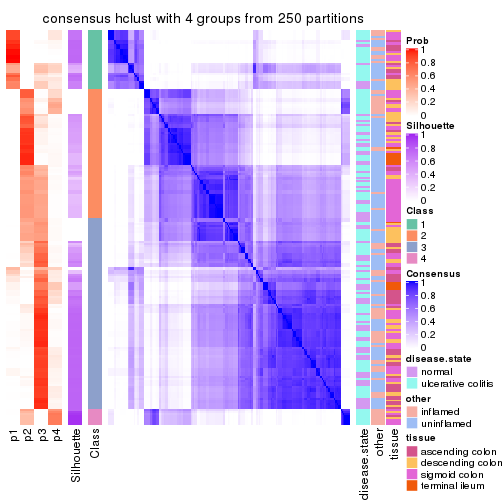 consensus hclust with 4 groups from 250 partitions
Prob
1
0.8
0.6
0.4
0.2
0
Silhouette
1
0.8
0.6
0.4
0.2
0
Class
1
2
3
4
Consensus
1
0.8
0.6
0.4
0.2
0
disease.state
normal
ulcerative colitis
other
inflamed
uninflamed
tissue
ascending colon
descending colon
sigmoid colon
terminal ileum
p1
p2
p3
p4
Silhouette
Class
disease.state
other
tissue